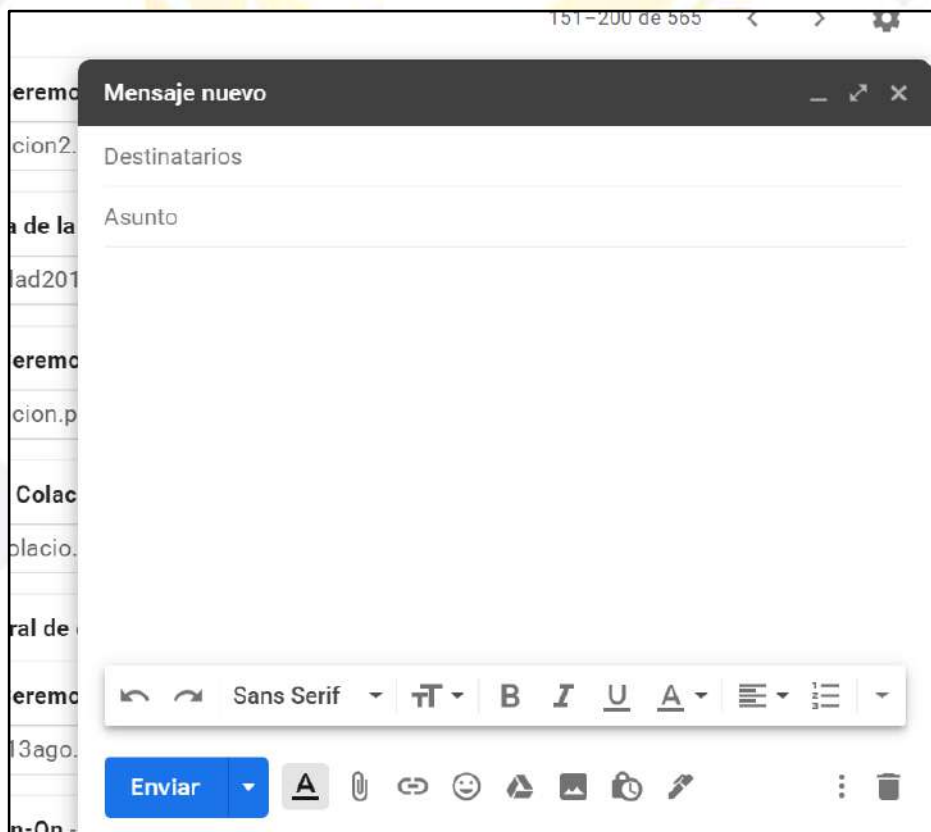 151–200 de 565
eremo
Mensaje nuevo
cion2.
Destinatarios
a de la
Asunto
lad201
eremo
cion.p
Colac
olacio.
ral de
eremo
Sans Serif
B I U A
13ago.
Enviar
A
n-On -